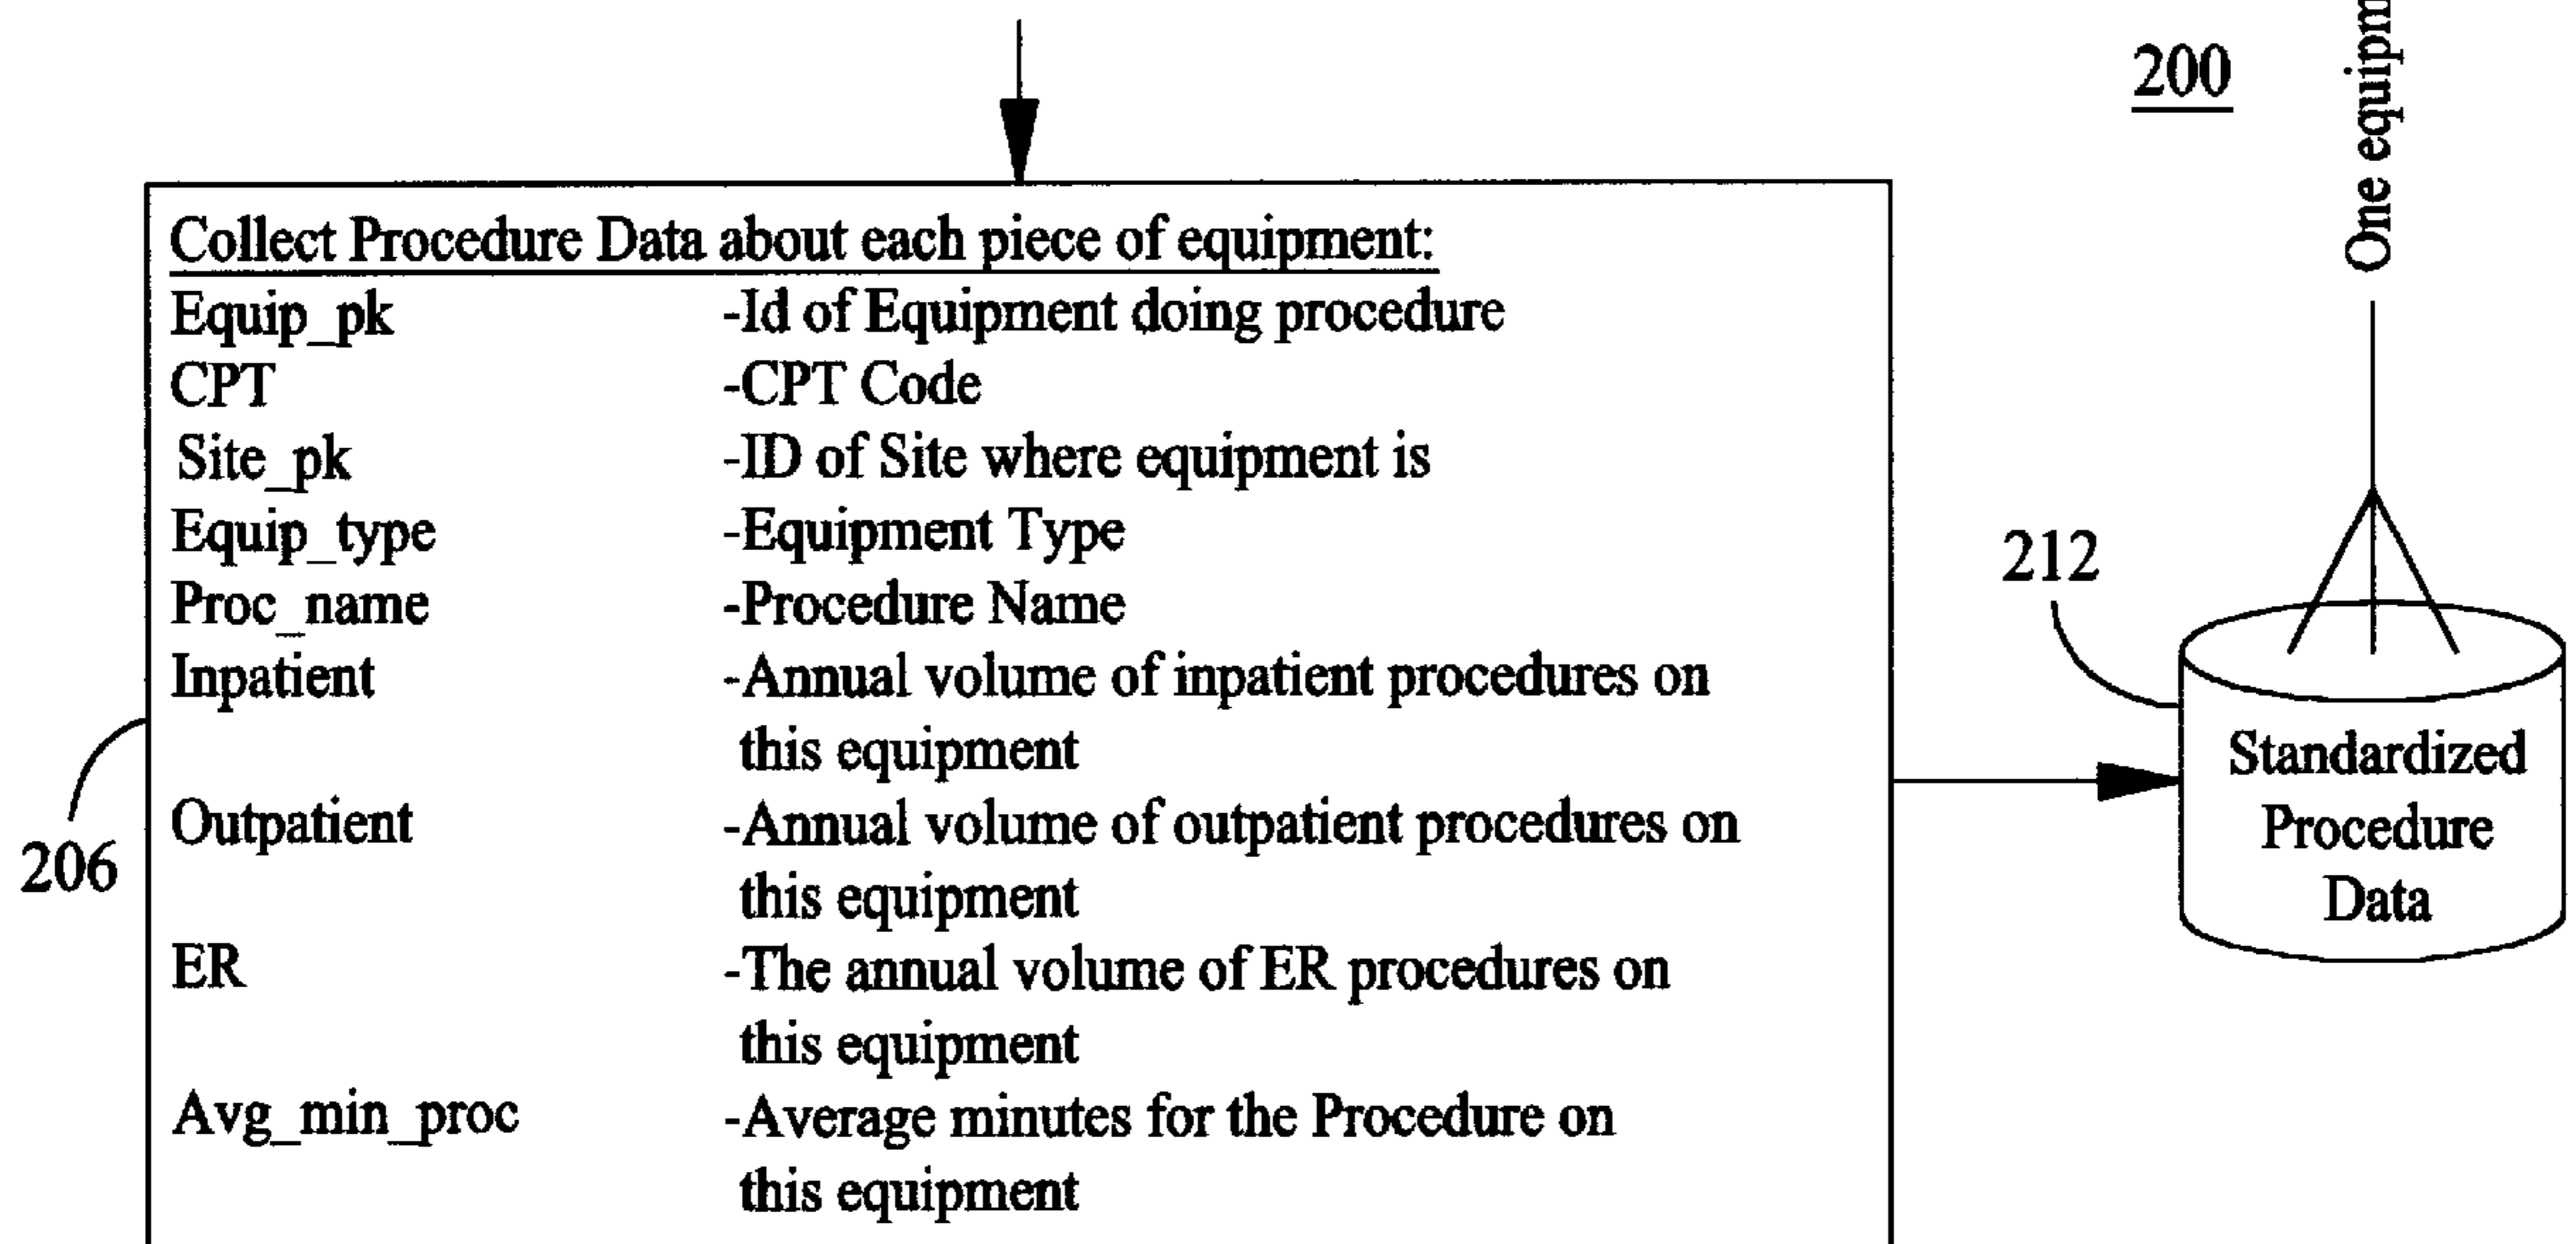 200
One
Collect Procedure Data about each piece of equipment:
Equip_pk -Id of Equipment doing procedure
CPT -CPT Code
Site_pk -ID of Site where equipment is
Equip_type -Equipment Type
Proc_name -Procedure Name
Inpatient -Annual volume of inpatient procedures on
this equipment
Outpatient -Annual volume of outpatient procedures on
this equipment
ER -The annual volume of ER procedures on
this equipment
Avg_min_proc -Average minutes for the Procedure on
this equipment
206
212
Standardized
Procedure
Data